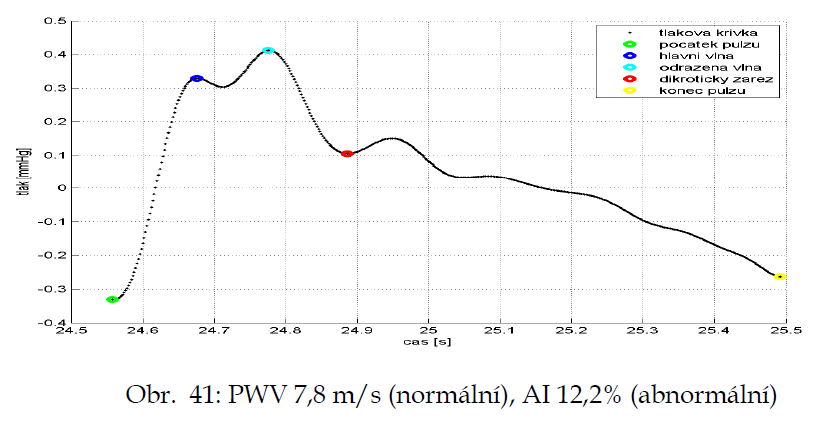 0.5
0.4
0.3
0.2
0.1
0
-0.1
-0.2
-0.3
-0.4
tlak [mmHg]
tlakova krivka
pocatek pulzu
hlavni vlna
odrazena vlna
dikroticky zarez
konec pulzu
24.5 24.6 24.7 24.8 24.9 25 25.1 25.2 25.3 25.4 25.5
cas [s]
Obr. 41: PWV 7,8 m/s (normální), AI 12,2% (abnormální)